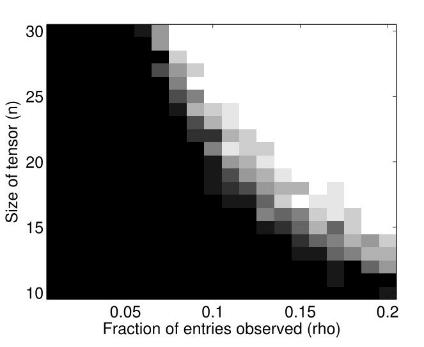 30
25
20
15
10
Size of tensor (n)
0.05 0.1 0.15 0.2
Fraction of entries observed (rho)